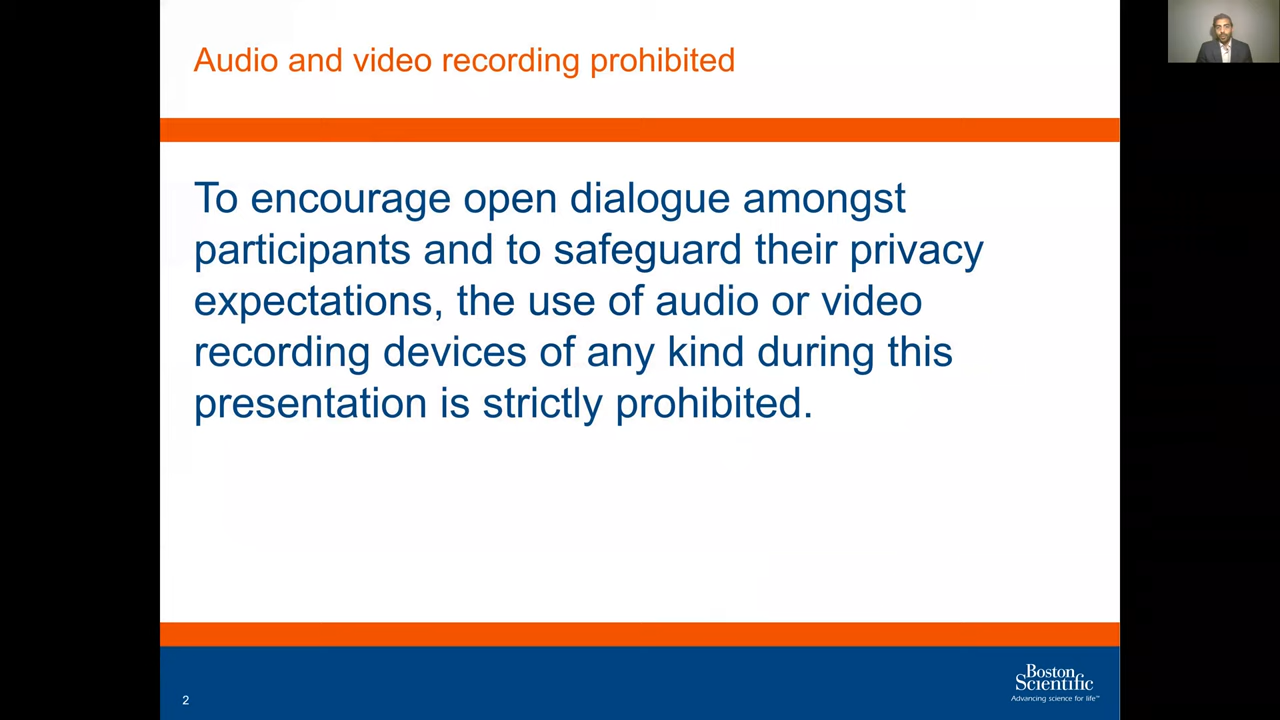 Audio and video recording prohibited
To encourage open dialogue amongst
participants and to safeguard their privacy
expectations, the use of audio or video
recording devices of any kind during this
presentation is strictly prohibited.
2
Boston
Scientific
Advancing science for life™